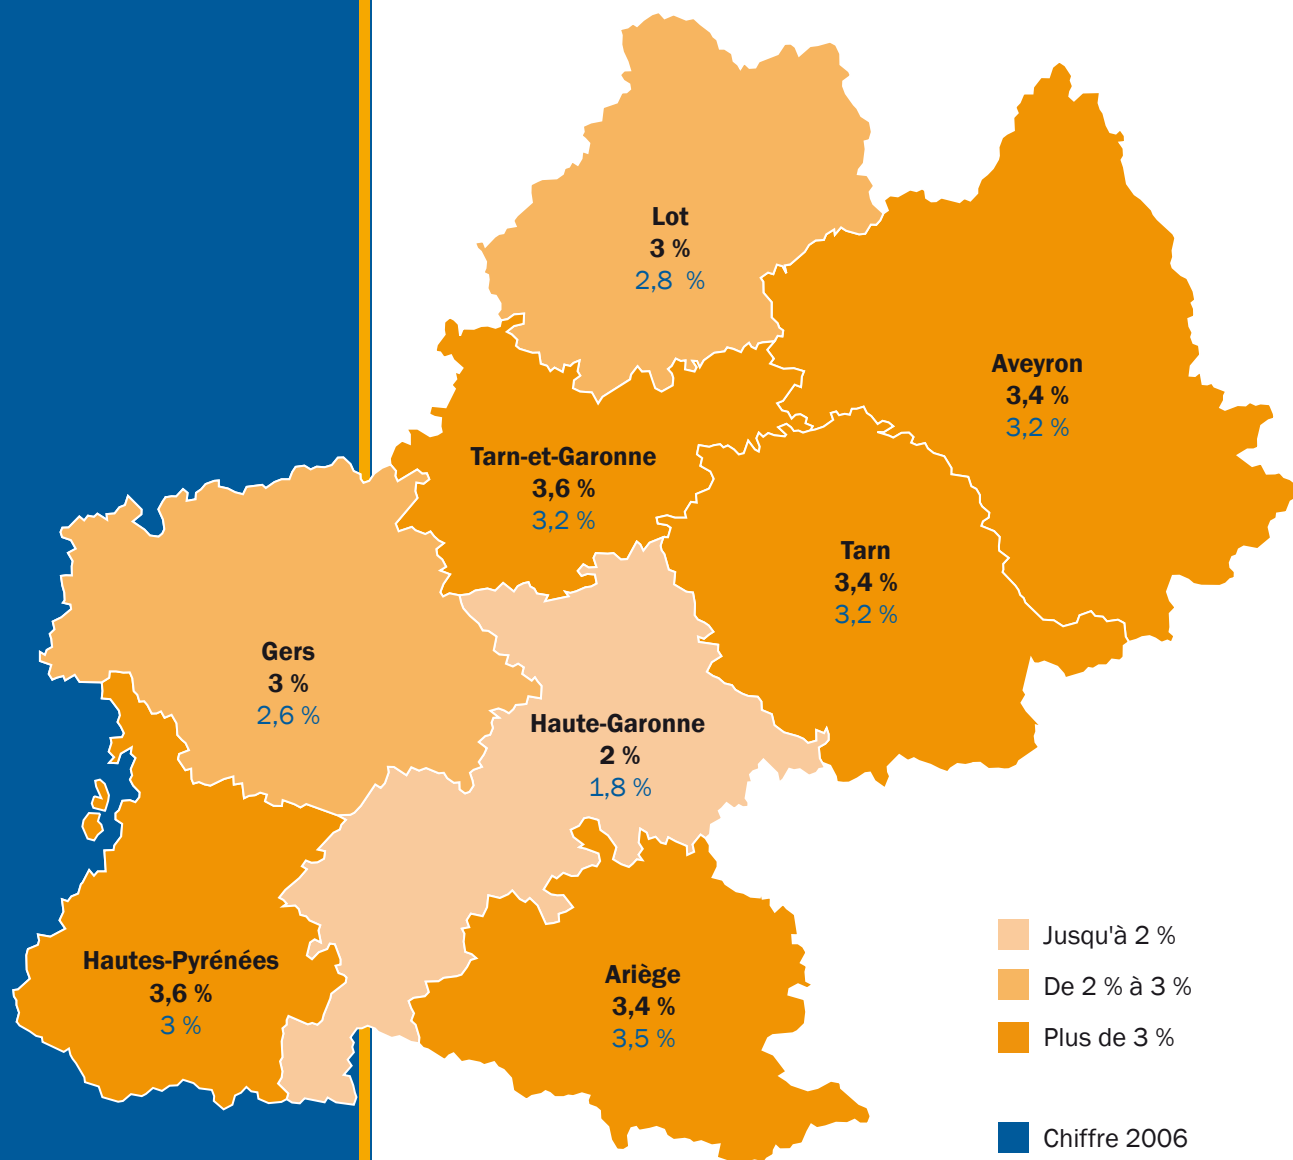 Lot
3 %
2,8 %
Aveyron
3,4 %
3,2 %
Tarn-et-Garonne
3,6 %
3,2 %
Tarn
3,4 %
3,2 %
Gers
3 %
2,6 %
Haute-Garonne
2 %
1,8 %
Hautes-Pyrénées
3,6 %
3 %
Ariège
3,4 %
3,5 %
Jusqu'à 2 %
De 2 % à 3 %
Plus de 3 %
Chiffre 2006